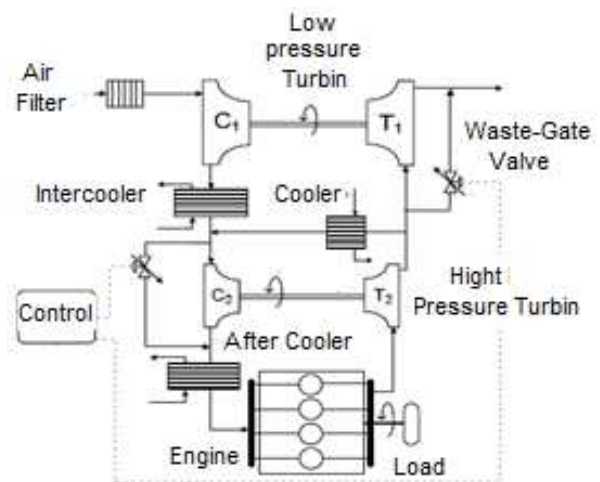 Low
pressure
Turbin
Air
Filter
C1
T1
Waste-Gate
Valve
Intercooler
Cooler
C2
T2
Hight
Pressure Turbin
Control
After Cooler
Engine
Load